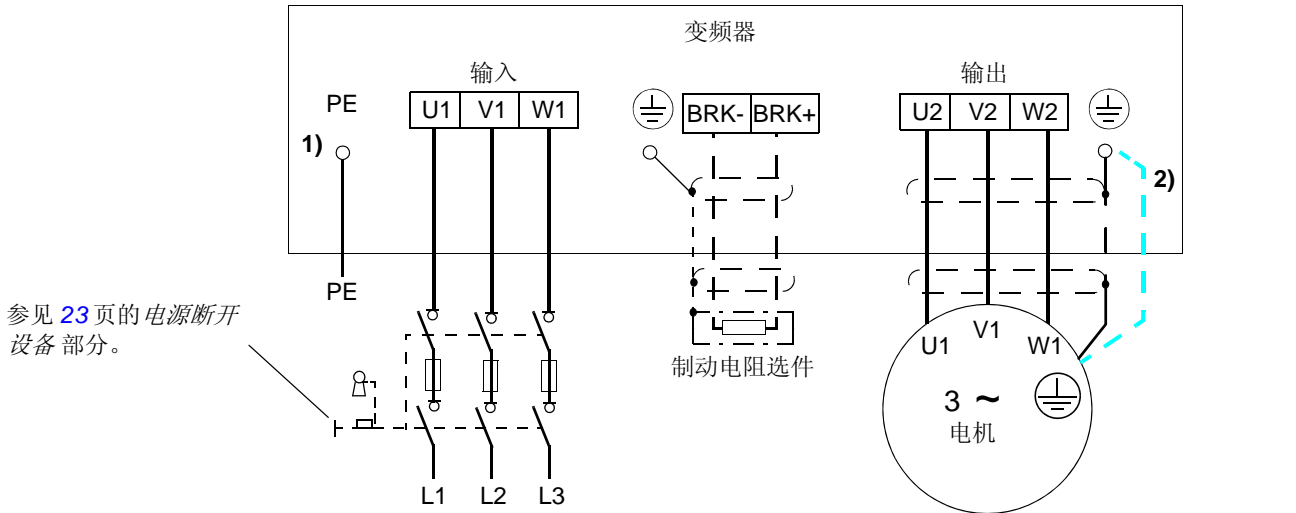 变频器
输入
输出
PE
U1 V1 W1
BRK- BRK+
U2 V2 W2
1)
2)
PE
参见 23 页的电源断开
设备 部分。
制动电阻选件
U1
V1
W1
3 ~
电机
L1 L2 L3